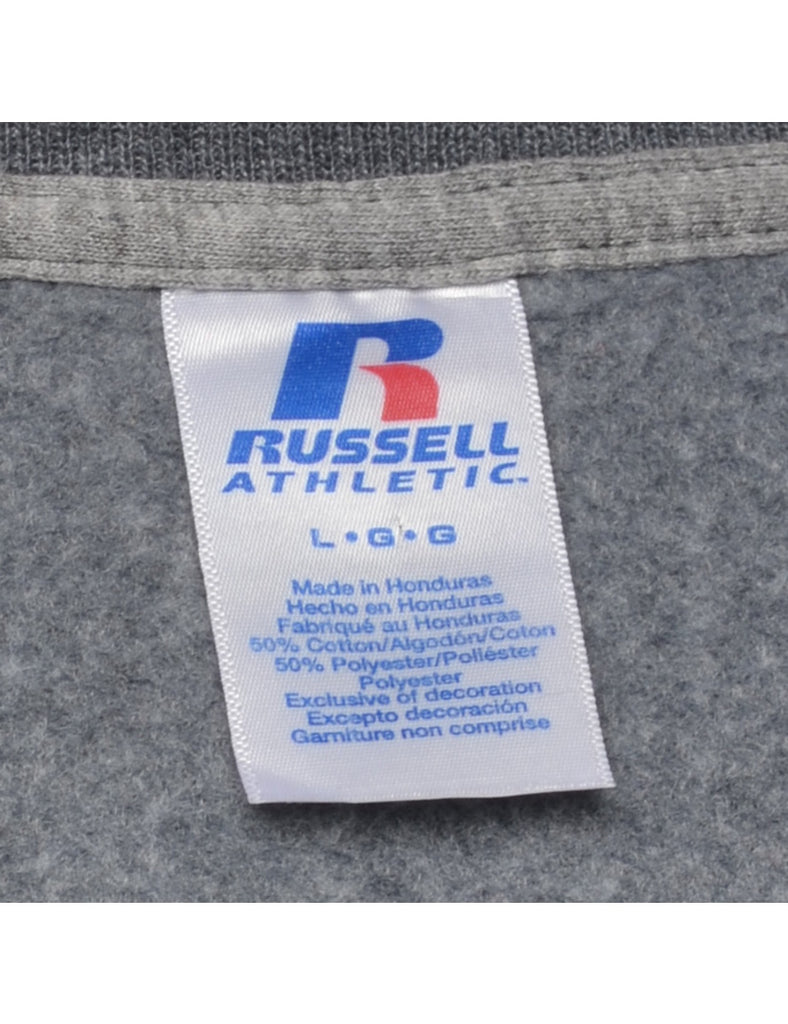 R
RUSSELL
ATHLETIC™
L • G • G
Made in Honduras
Hecho en Honduras
Fabriqué au Honduras
50% Cotton/Algodón/Coton
50% Polyester/Poliéster
Polyester
Exclusive of decoration
Excepto decoración
Garniture non comprise